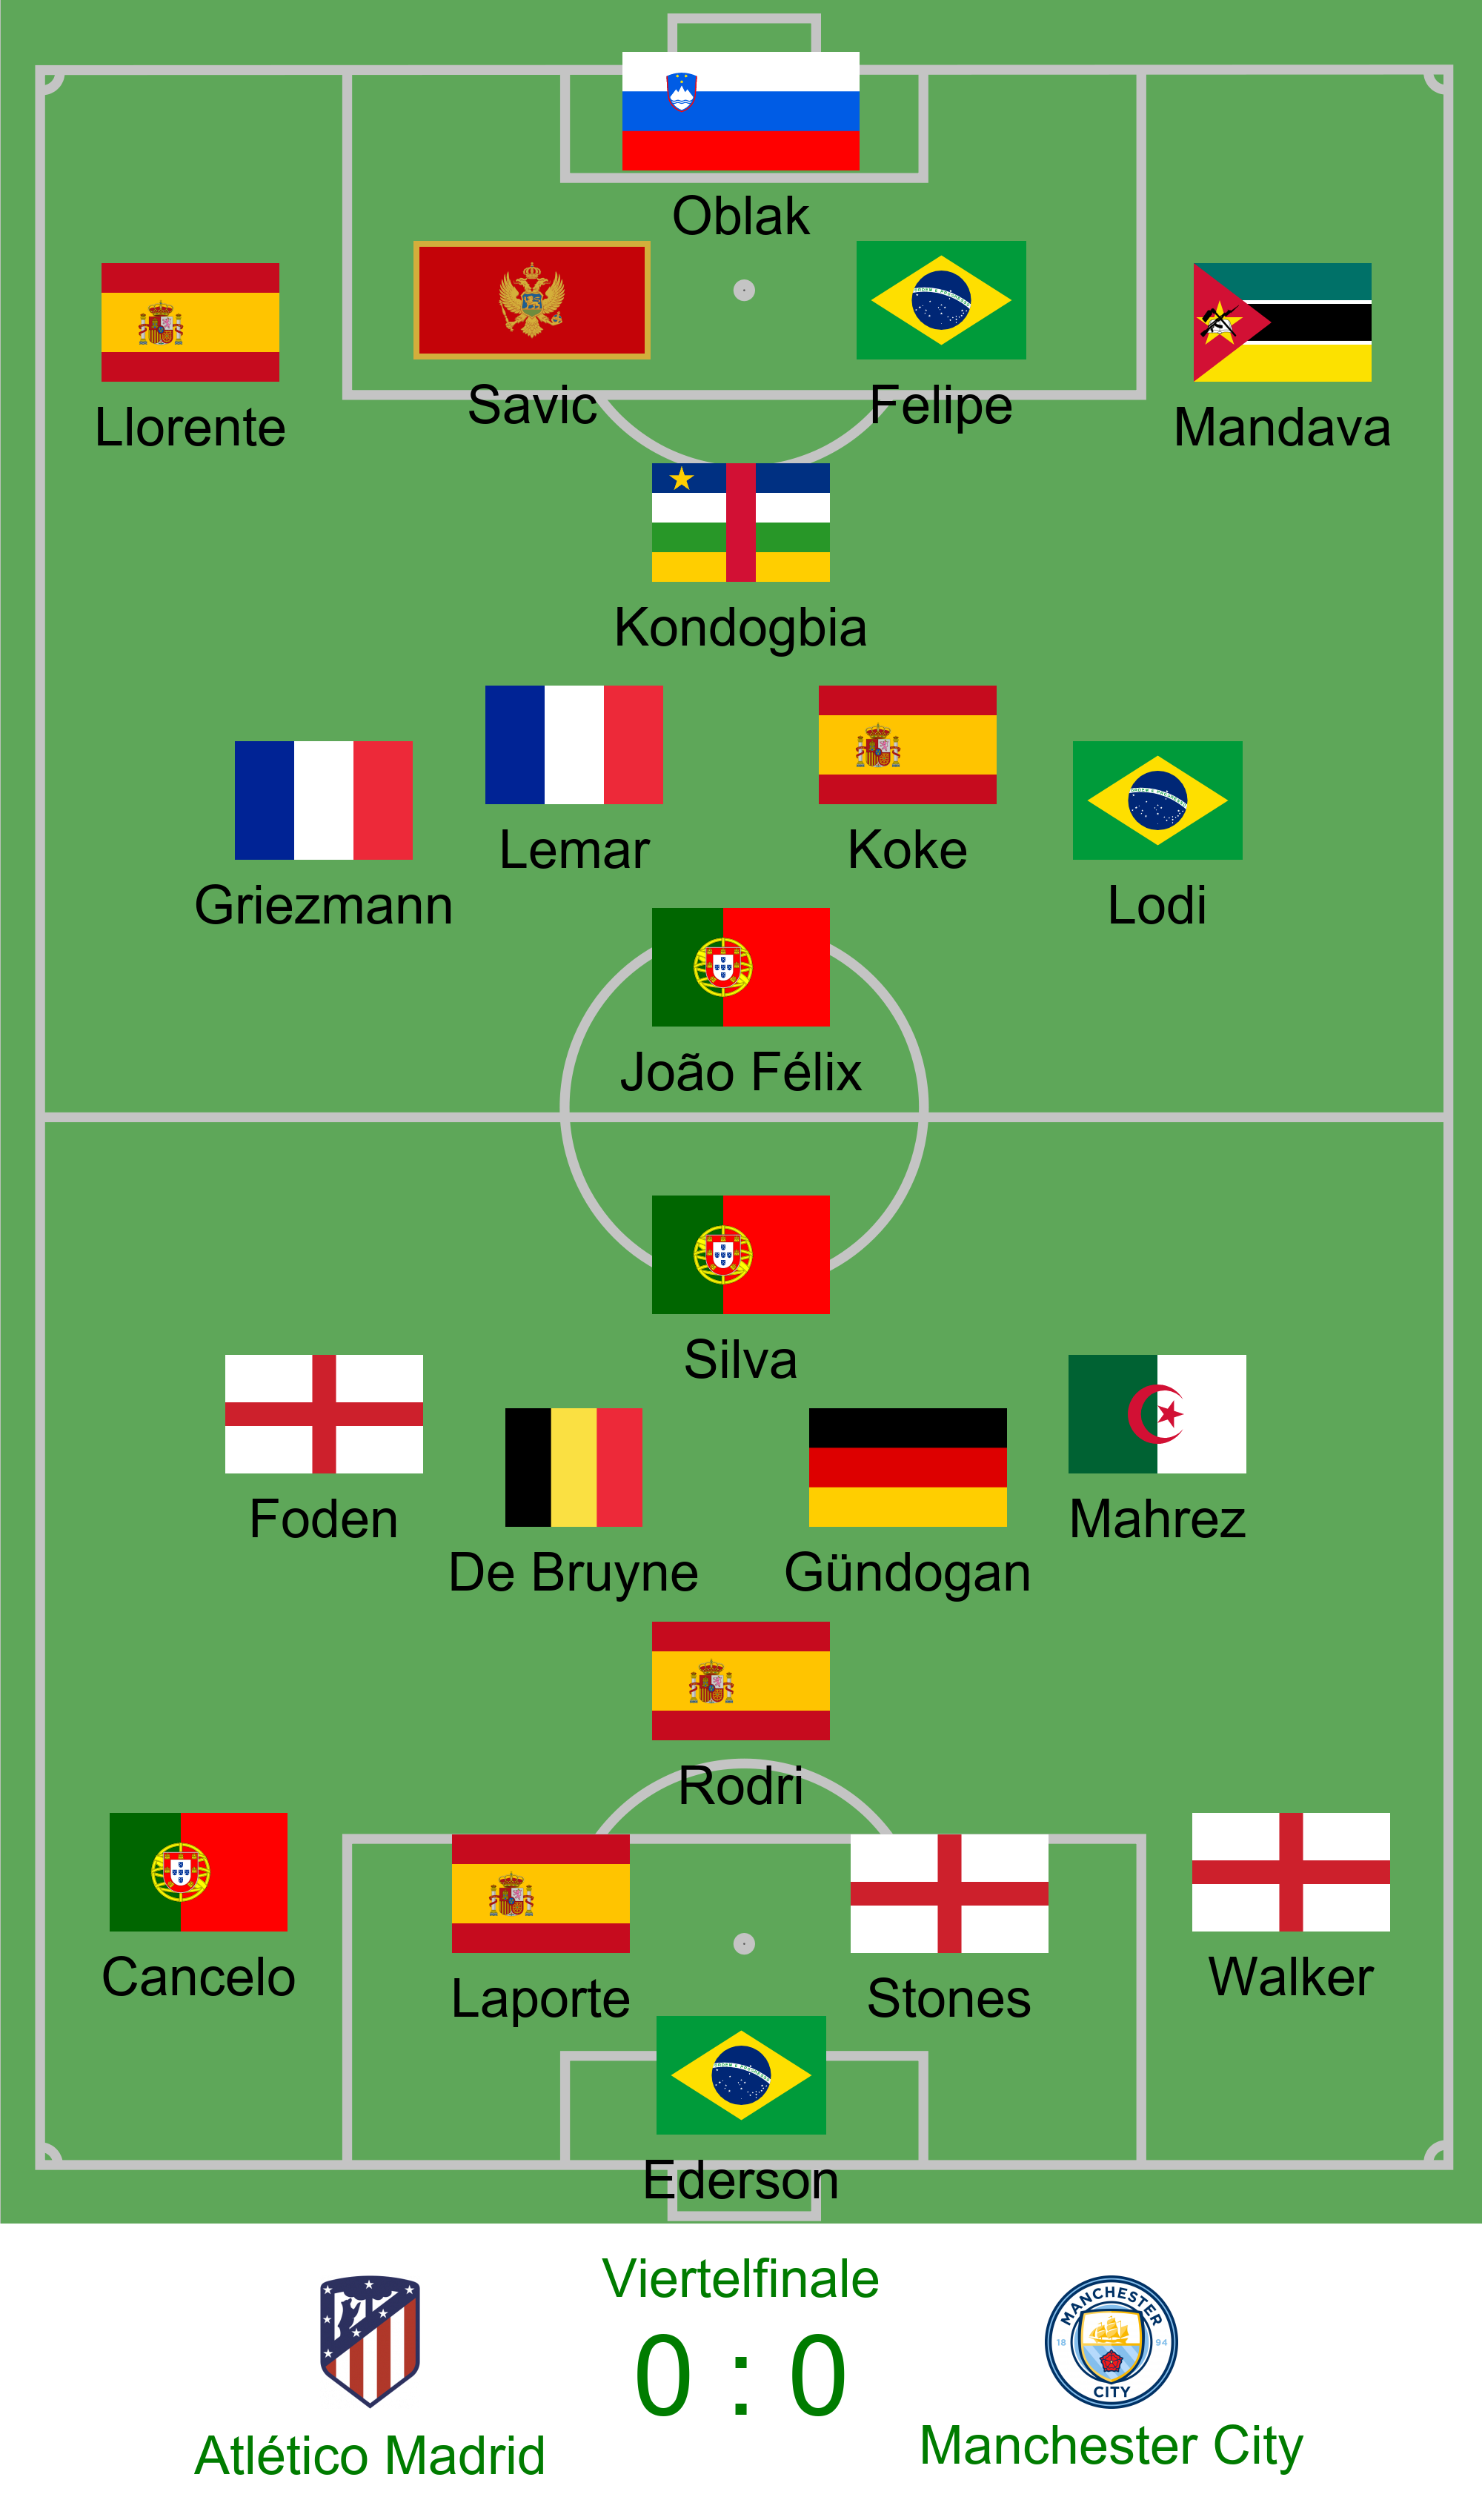 Oblak
Savic
Felipe
Llorente
Mandava
Kondogbia
Lemar
Koke
Griezmann
Lodi
João Félix
Silva
Foden
Mahrez
De Bruyne
Gündogan
Rodri
Cancelo
Walker
Laporte
Stones
Ederson
Viertelfinale
0 : 0
MANCHESTER
18 94
CITY
Atlético Madrid
Manchester City